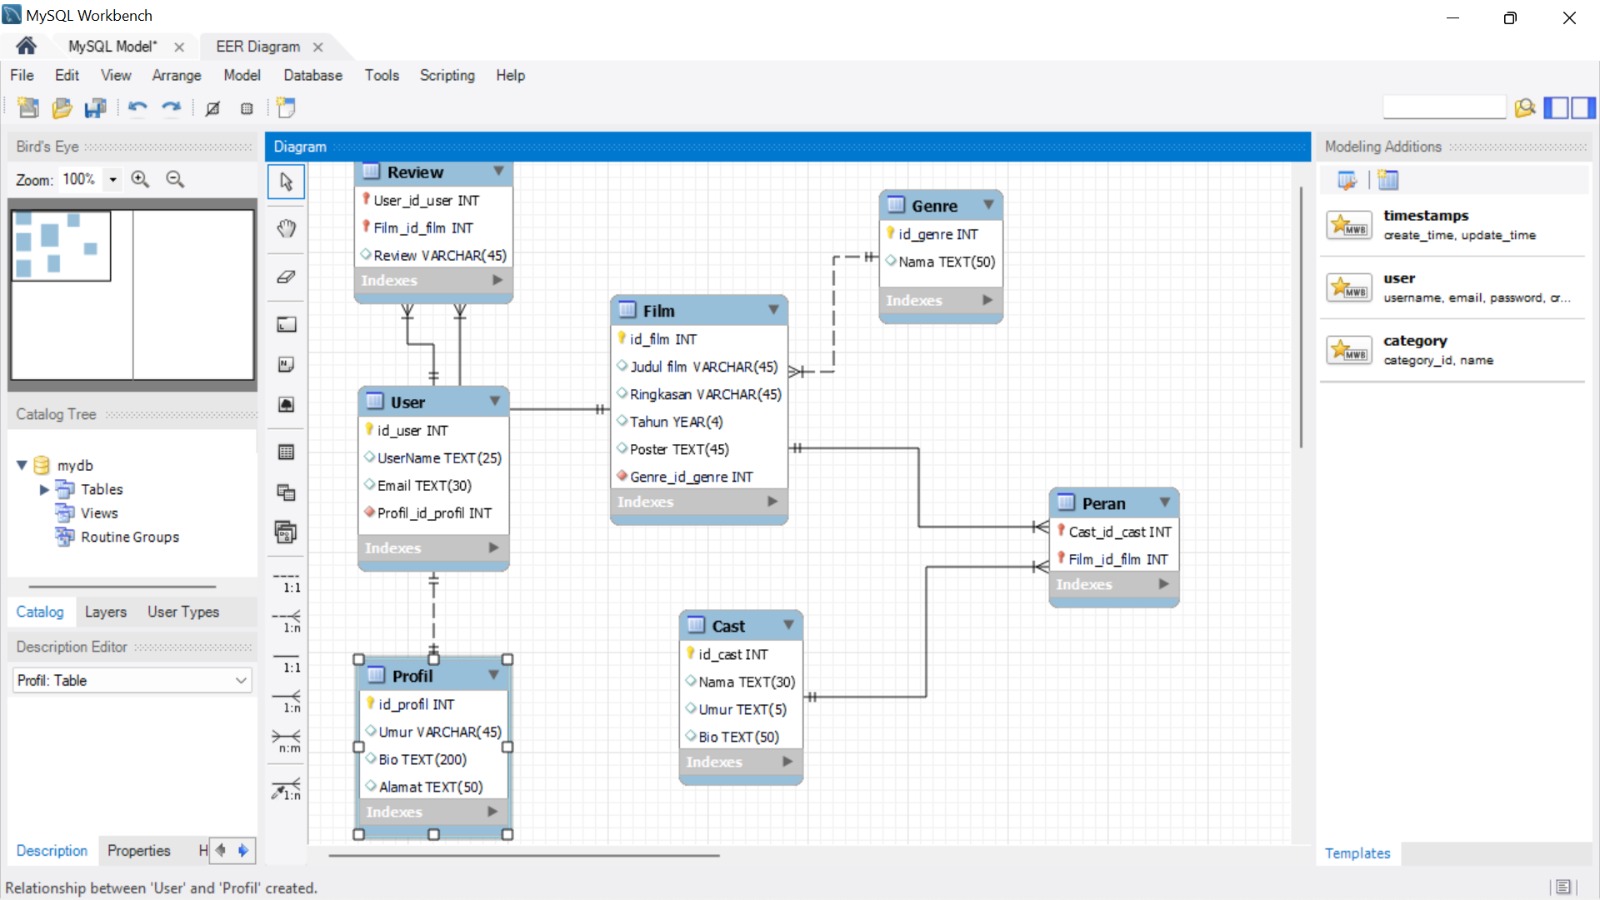 MySQL Workbench
MySQL Model*
EER Diagram
File Edit View Arrange Model Database Tools Scripting Help
Bird's Eye
Zoom: 100%
Catalog Tree
mydb
Tables
Views
Routine Groups
Catalog Layers User Types
Description Editor
Profil: Table
Description Properties H
Relationship between 'User' and 'Profil' created.
Diagram
1:1
1:n
1:1
1:n
n:m
1:n
Review
User_id_user INT
Film_id_film INT
Review VARCHAR(45)
Indexes
User
id_user INT
UserName TEXT(25)
Email TEXT(30)
Profil_id_profil INT
Indexes
Profil
id_profil INT
Umur VARCHAR(45)
Bio TEXT(200)
Alamat TEXT(50)
Indexes
Film
id_film INT
Judul film VARCHAR(45)
Ringkasan VARCHAR(45)
Tahun YEAR(4)
Poster TEXT(45)
Genre_id_genre INT
Indexes
Cast
id_cast INT
Nama TEXT(30)
Umur TEXT(5)
Bio TEXT(50)
Indexes
Genre
id_genre INT
Nama TEXT(50)
Indexes
Peran
Cast_id_cast INT
Film_id_film INT
Indexes
Modeling Additions
MWB
timestamps
create_time, update_time
MWB
user
username, email, password, cr...
MWB
category
category_id, name
Templates